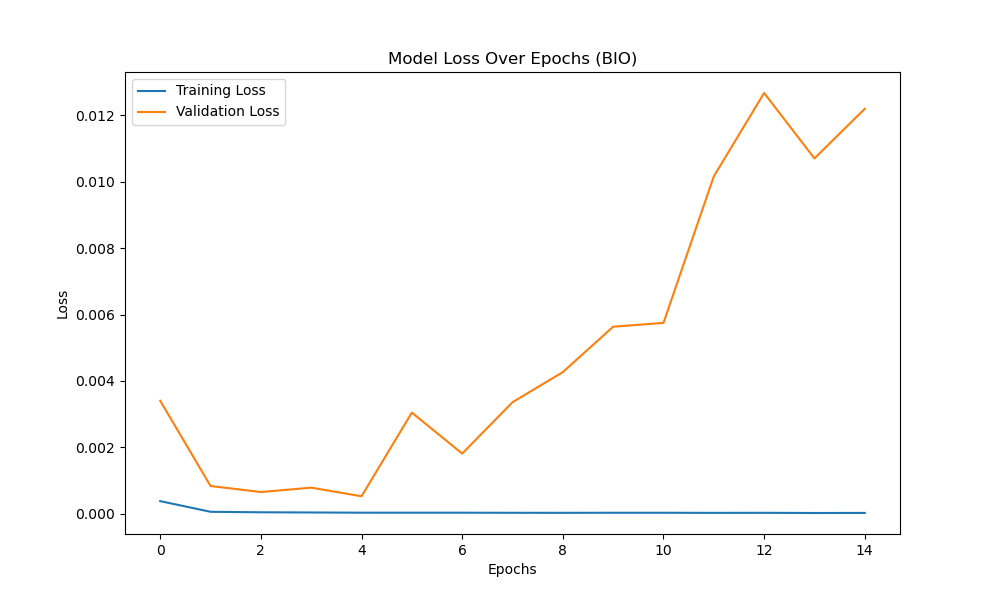 Model Loss Over Epochs (BIO)
Training Loss
Validation Loss
0.012
0.010
0.008
0.006
0.004
0.002
0.000
Loss
0 2 4 6 8 10 12 14
Epochs